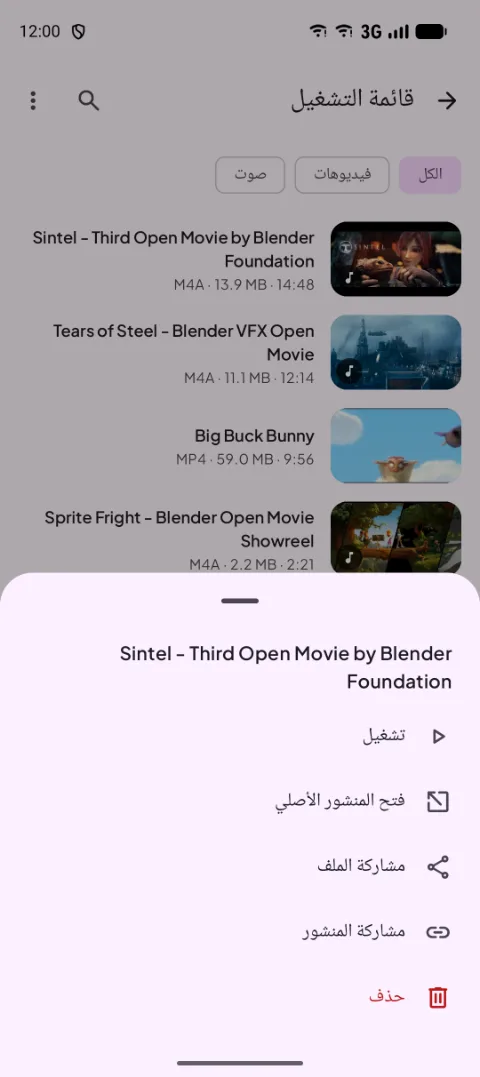 12:00
3G
قائمة التشغيل
الكل
فيديوهات
صوت
SINTEL
Sintel - Third Open Movie by Blender
Foundation
M4A · 13.9 MB · 14:48
Tears of Steel - Blender VFX Open
Movie
M4A · 11.1 MB · 12:14
Big Buck Bunny
MP4 · 59.0 MB · 9:56
Sprite Fright - Blender Open Movie
Showreel
M4A · 2.2 MB · 2:21
Sintel - Third Open Movie by Blender
Foundation
تشغيل
فتح المنشور الأصلي
مشاركة الملف
مشاركة المنشور
حذف